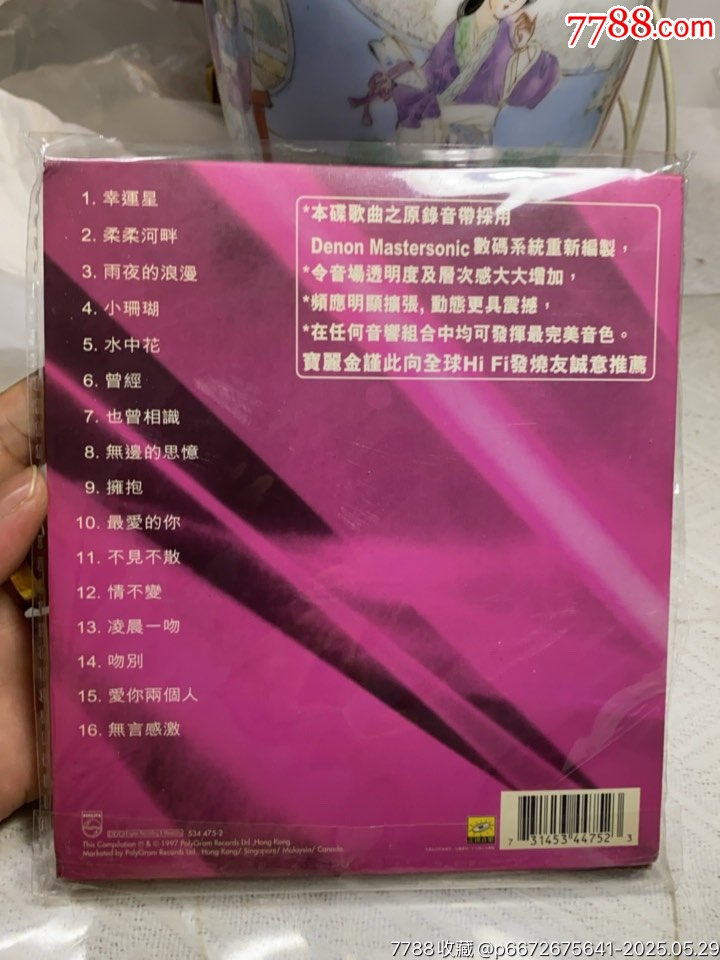 7788.com
1. 幸運星
2. 柔柔河畔
3. 雨夜的浪漫
4. 小珊瑚
5. 水中花
6. 曾經
7. 也曾相識
8. 無邊的思憶
9. 擁抱
10. 最愛的你
11. 不見不散
12. 情不變
13. 凌晨一吻
14. 吻別
15. 愛你兩個人
16. 無言感激
*本碟歌曲之原錄音帶採用
Denon Mastersonic 數碼系統重新編製，
*令音場透明度及層次感大大增加，
*頻應明顯擴張, 動態更具震撼，
*在任何音響組合中均可發揮最完美音色。
寶麗金謹此向全球Hi Fi發燒友誠意推薦
PHILIPS
534 475-2
This Compilation ℗ & © 1997 PolyGram Records Ltd.,Hong Kong
Marketed by PolyGram Records Ltd. Hong Kong/ Singapore/ Malaysia/ Canada.
7 31453 44752 3
7788收藏 @p6672675641-2025.05.29